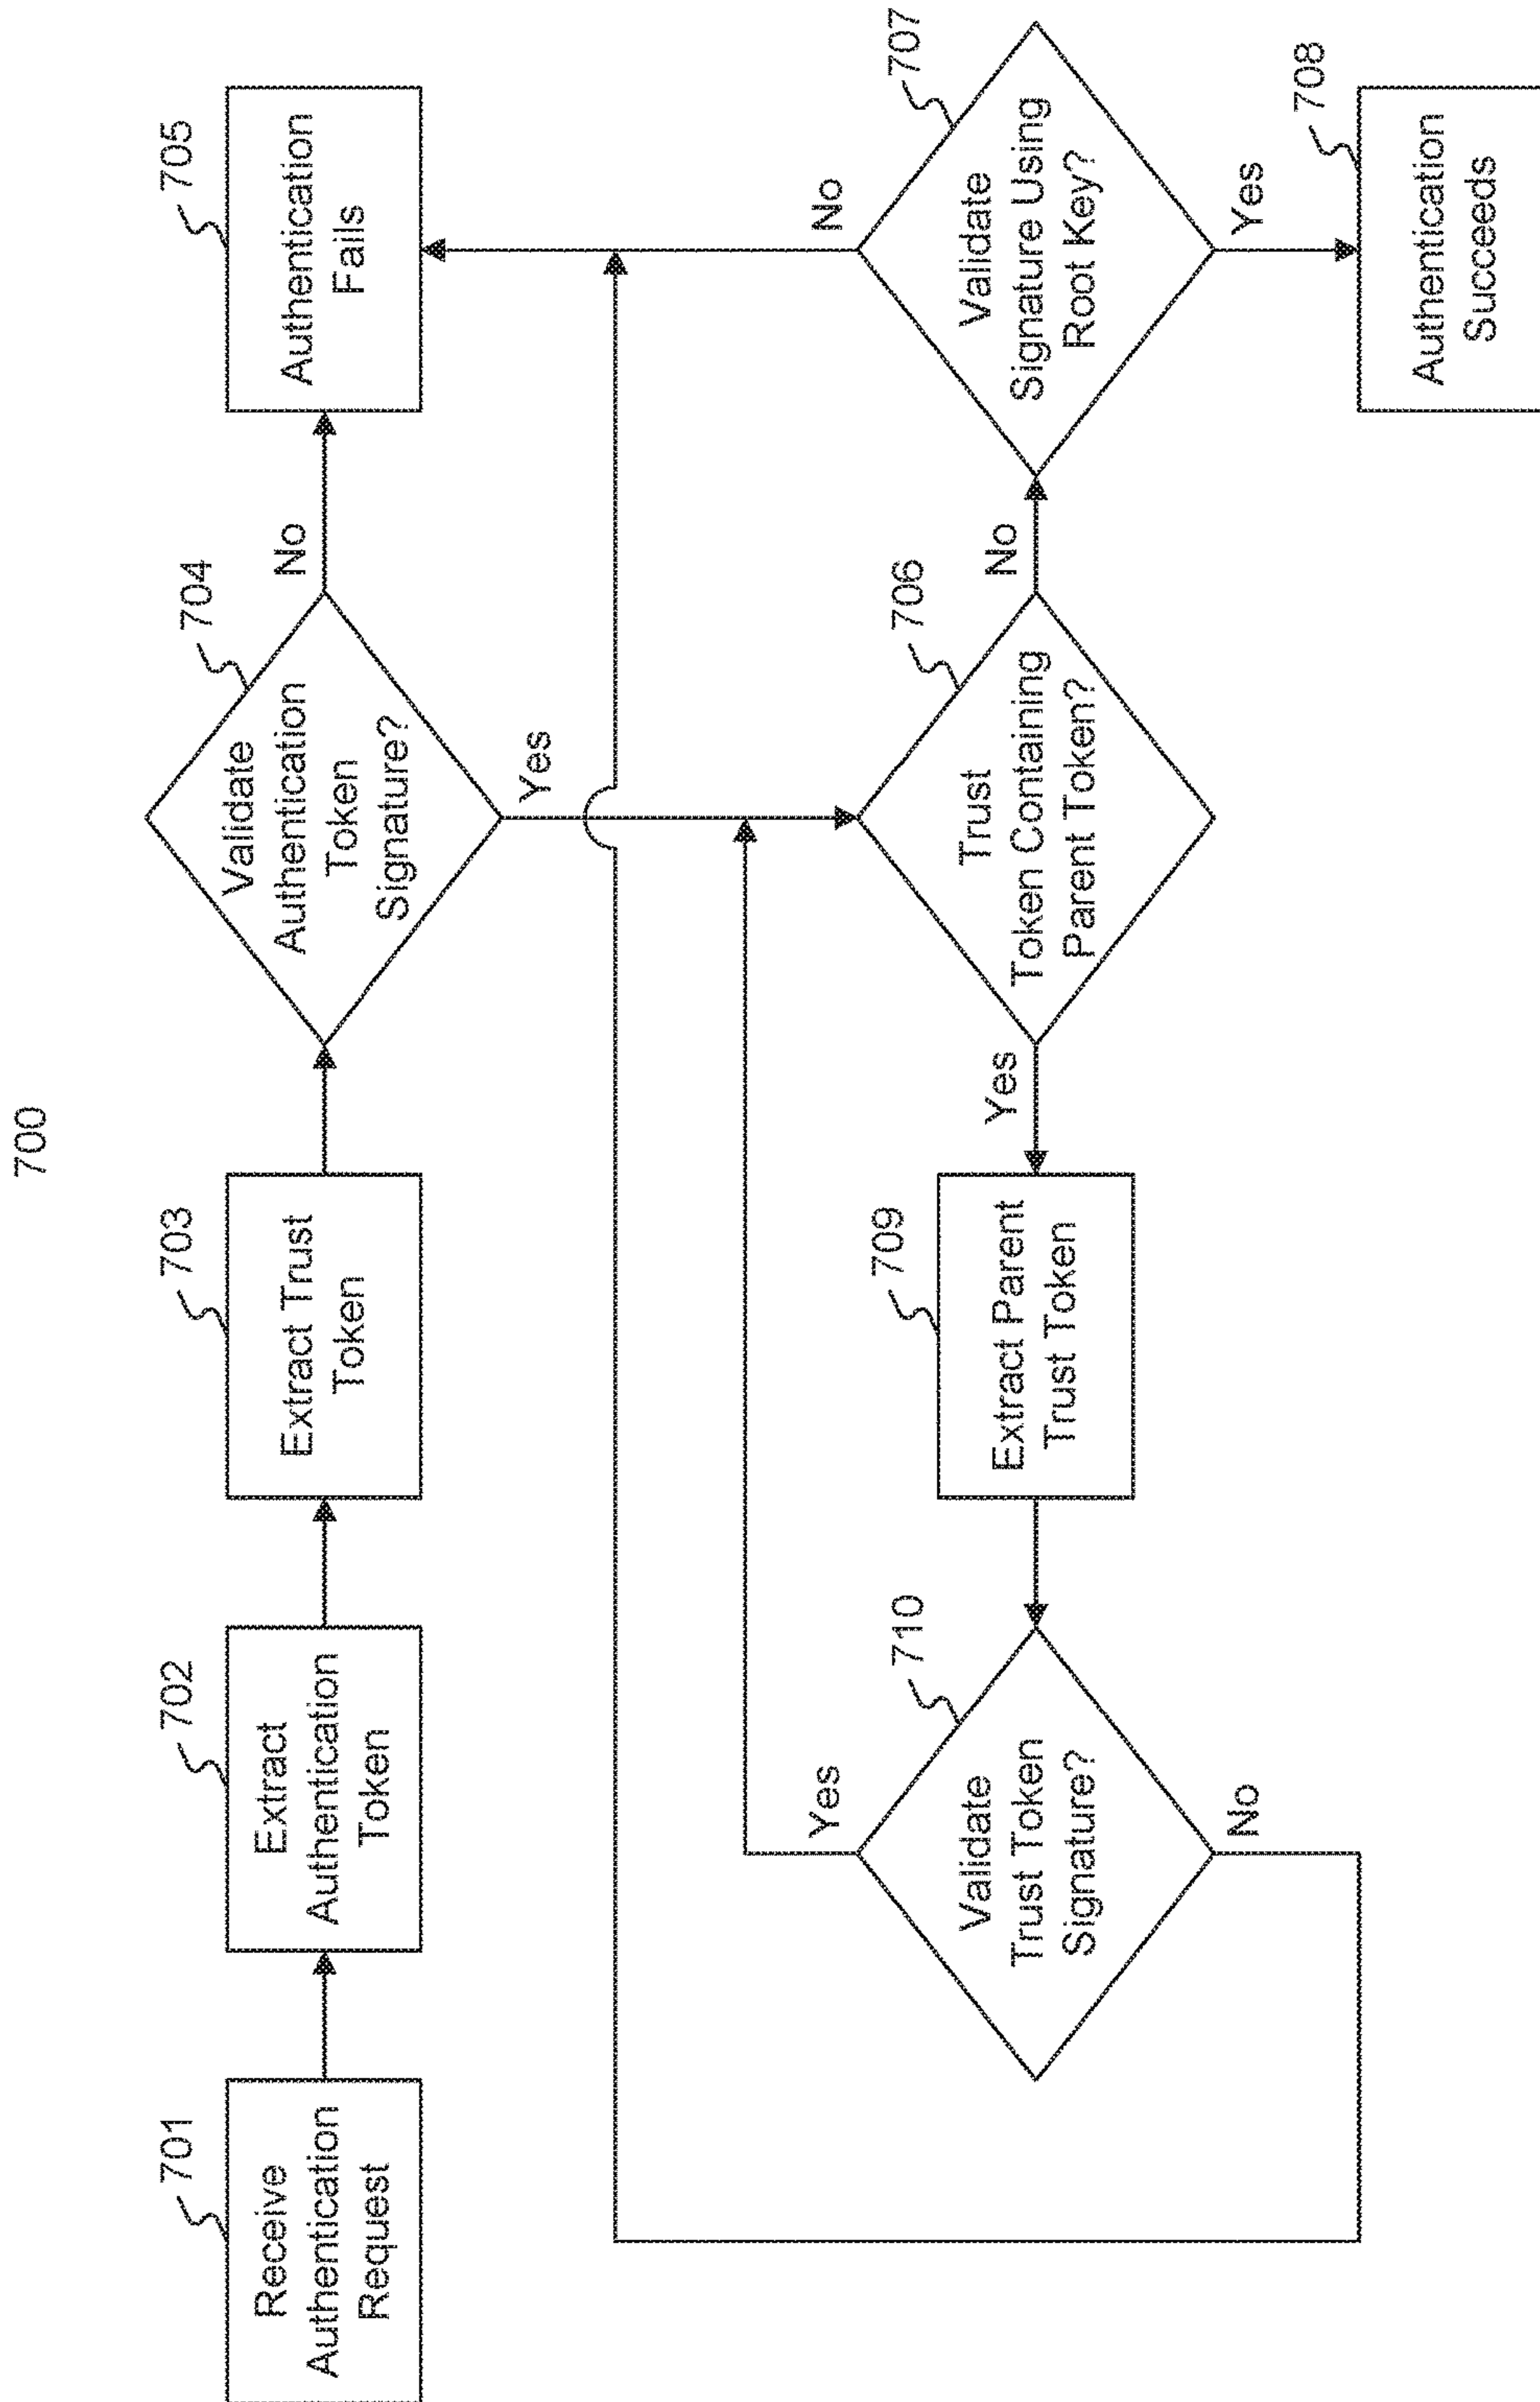 700
701
Receive
Authentication
Request
702
Extract
Authentication
Token
703
Extract Trust
Token
704
Validate
Authentication
Token
Signature?
No
Yes
705
Authentication
Fails
706
Trust
Token Containing
Parent Token?
No
Yes
707
Validate
Signature Using
Root Key?
No
Yes
708
Authentication
Succeeds
709
Extract Parent
Trust Token
710
Validate
Trust Token
Signature?
Yes
No